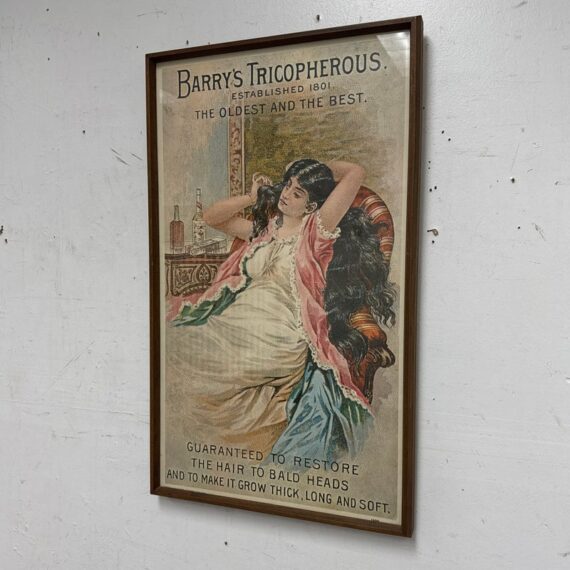 BARRY'S TRICOPHEROUS.
ESTABLISHED 1801.
THE OLDEST AND THE BEST.
GUARANTEED TO RESTORE
THE HAIR TO BALD HEADS
AND TO MAKE IT GROW THICK, LONG AND SOFT.